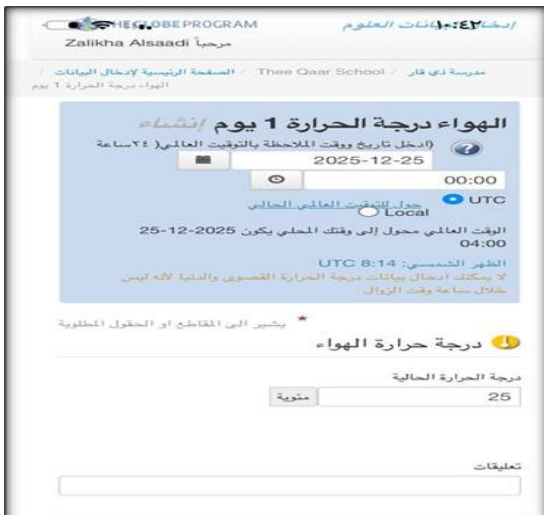 ١٠:٤٢
THE GLOBE PROGRAM
إدخال بيانات العلوم
مرحباً Zalikha Alsaadi
مدرسة ذي قار / Thee Qaar School / الصفحة الرئيسية لإدخال البيانات /
الهواء درجة الحرارة 1 يوم
الهواء درجة الحرارة 1 يوم إنشاء
(ادخل تاريخ ووقت الملاحظة بالتوقيت العالمي( ٢٤ساعة
2025-12-25
00:00
UTC
حول للتوقيت العالمي الحالي
Local
الوقت العالمي محول إلى وقتك المحلي يكون 2025-12-25
04:00
الظهر الشمسي: UTC 8:14
لا يمكنك ادخال بيانات درجة الحرارة القصوى والدنيا لأنه ليس
خلال ساعة وقت الزوال.
* يشير الى المقاطع او الحقول المطلوبة
درجة حرارة الهواء
درجة الحرارة الحالية
25
مئوية
تعليقات